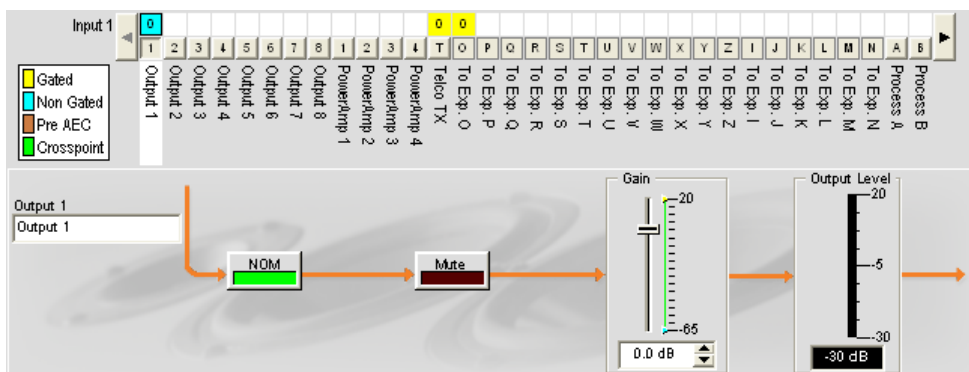 Input 1 0 0 0
1 2 3 4 5 6 7 8 1 2 3 4 T O P Q R S T U V W X Y Z I J K L M N A B
Output 1
Output 2
Output 3
Output 4
Output 5
Output 6
Output 7
Output 8
PowerAmp 1
PowerAmp 2
PowerAmp 3
PowerAmp 4
Telco TX
To Exp. O
To Exp. P
To Exp. Q
To Exp. R
To Exp. S
To Exp. T
To Exp. U
To Exp. V
To Exp. W
To Exp. X
To Exp. Y
To Exp. Z
To Exp. I
To Exp. J
To Exp. K
To Exp. L
To Exp. M
To Exp. N
Process A
Process B
Gated
Non Gated
Pre AEC
Crosspoint
Output 1
Output 1
NOM
Mute
Gain
20
-65
0.0 dB
Output Level
20
-5
-30
-30 dB